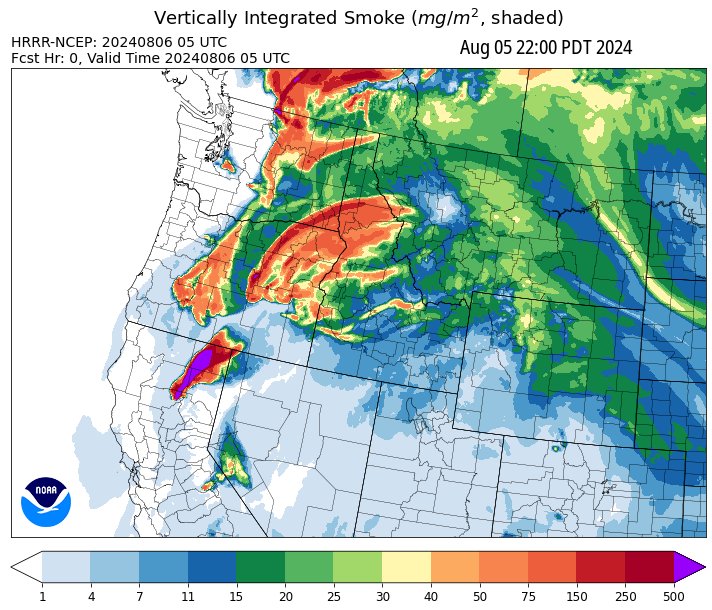 Vertically Integrated Smoke (mg/m², shaded)
HRRR-NCEP: 20240806 05 UTC
Fcst Hr: 0, Valid Time 20240806 05 UTC
Aug 05 22:00 PDT 2024
NOAA
1 4 7 11 15 20 25 30 40 50 75 150 250 500